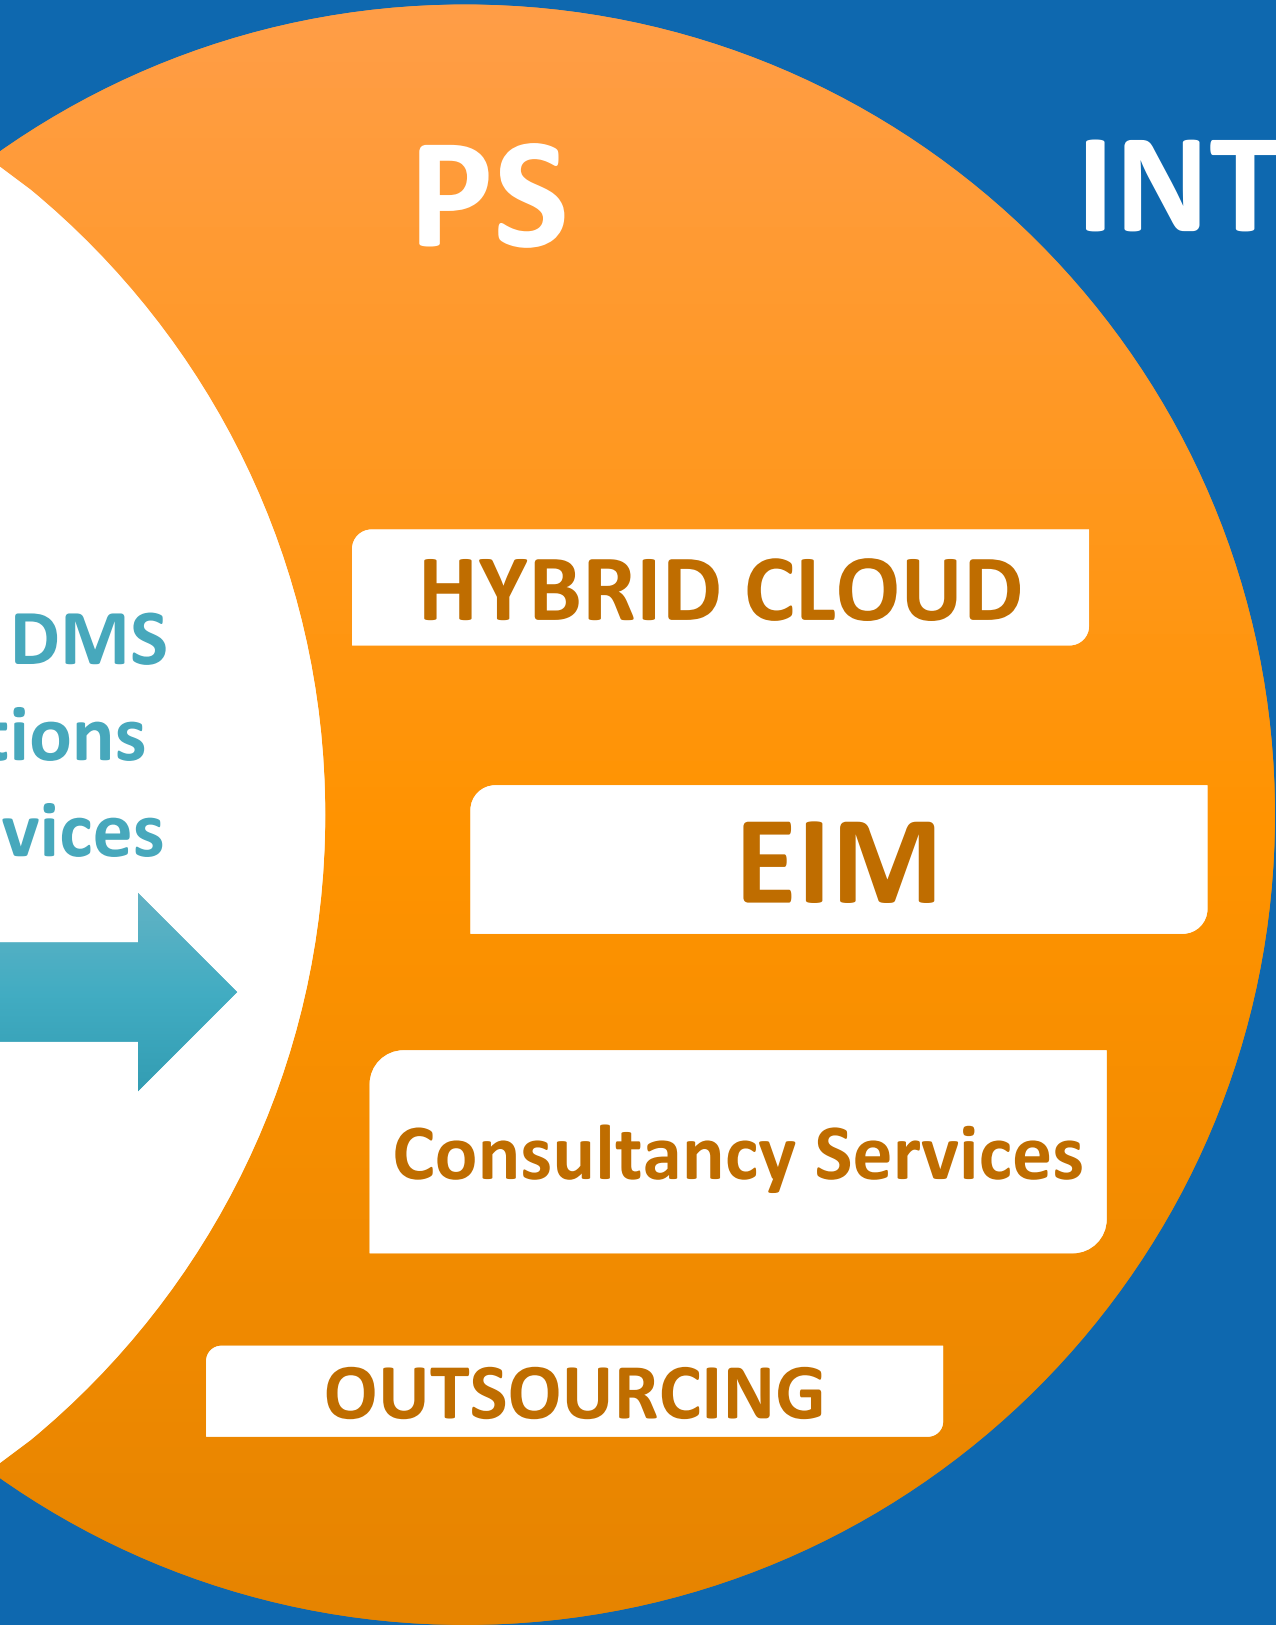 PS
INT
HYBRID CLOUD
DMS
tions
vices
EIM
Consultancy Services
OUTSOURCING